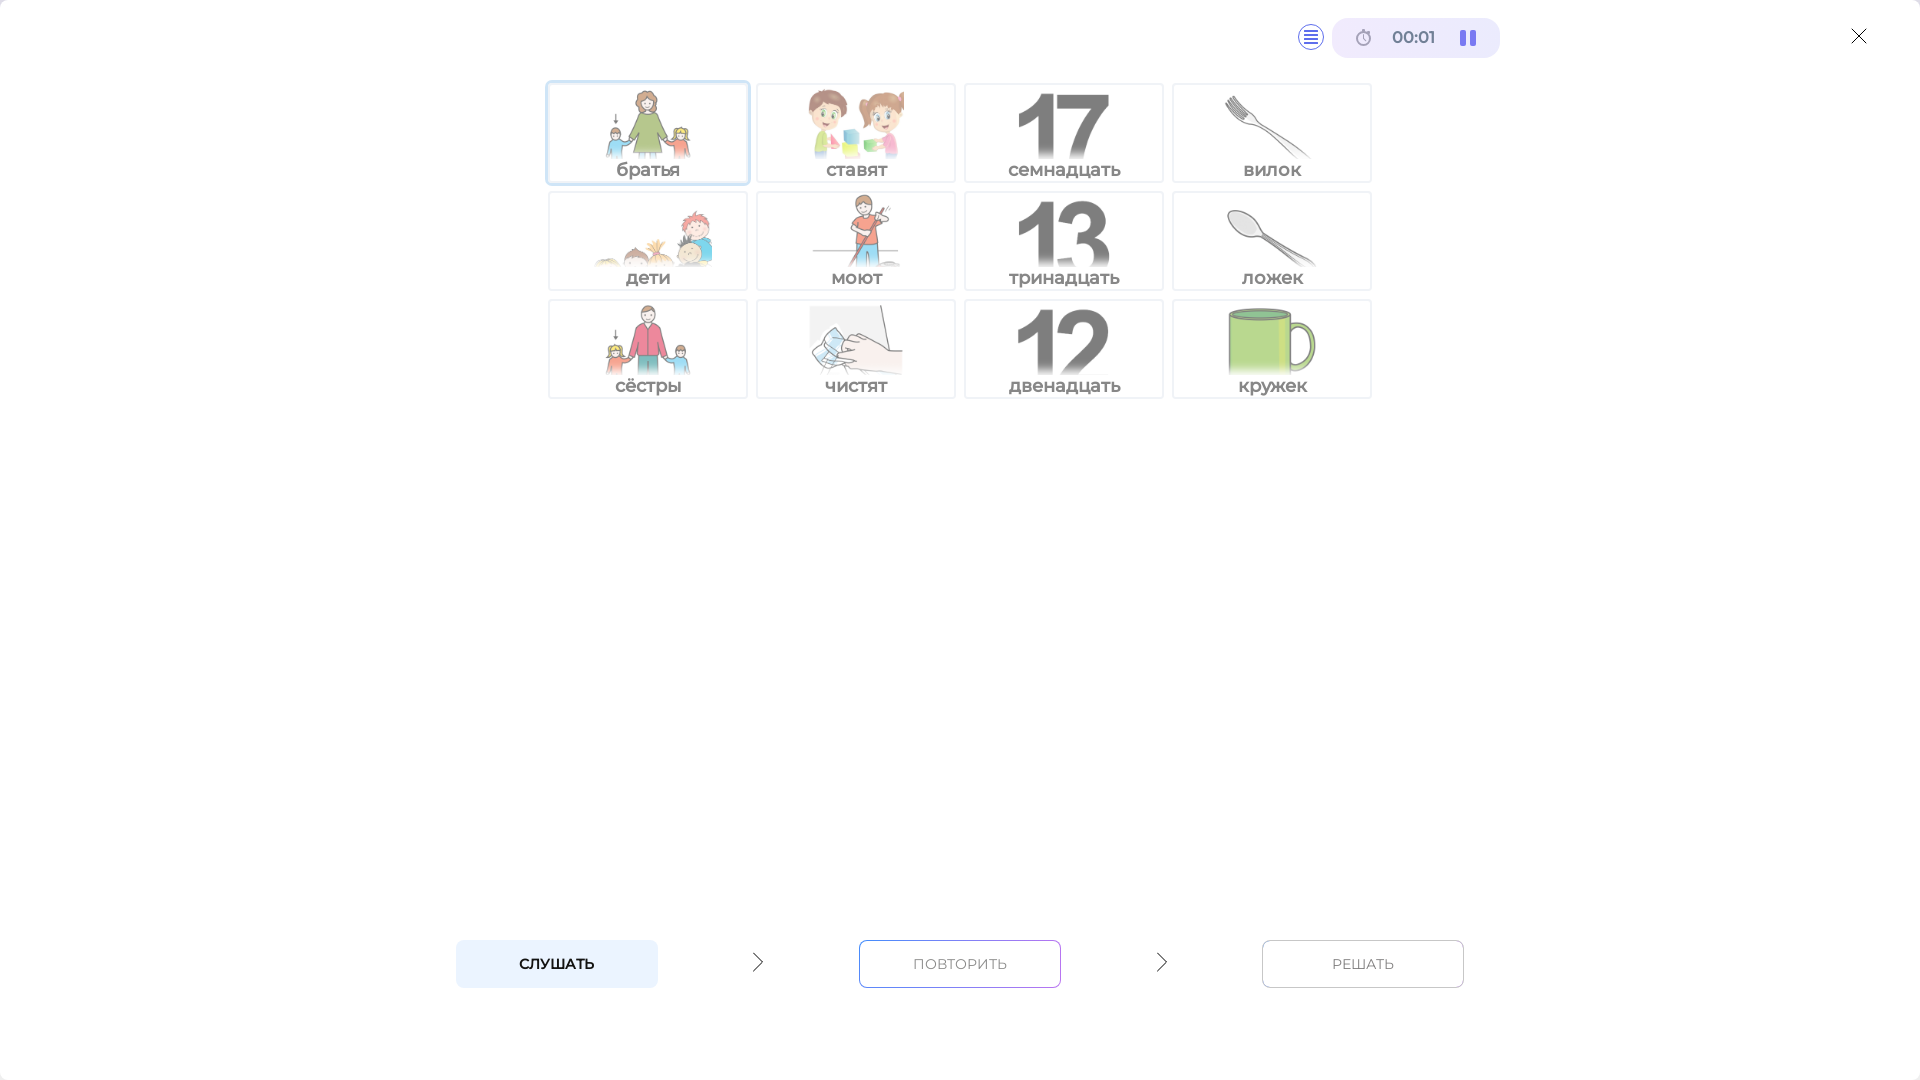 00:01
братья
ставят
17
семнадцать
вилок
дети
моют
13
тринадцать
ложек
сёстры
чистят
12
двенадцать
кружек
СЛУШАТЬ
ПОВТОРИТЬ
РЕШАТЬ